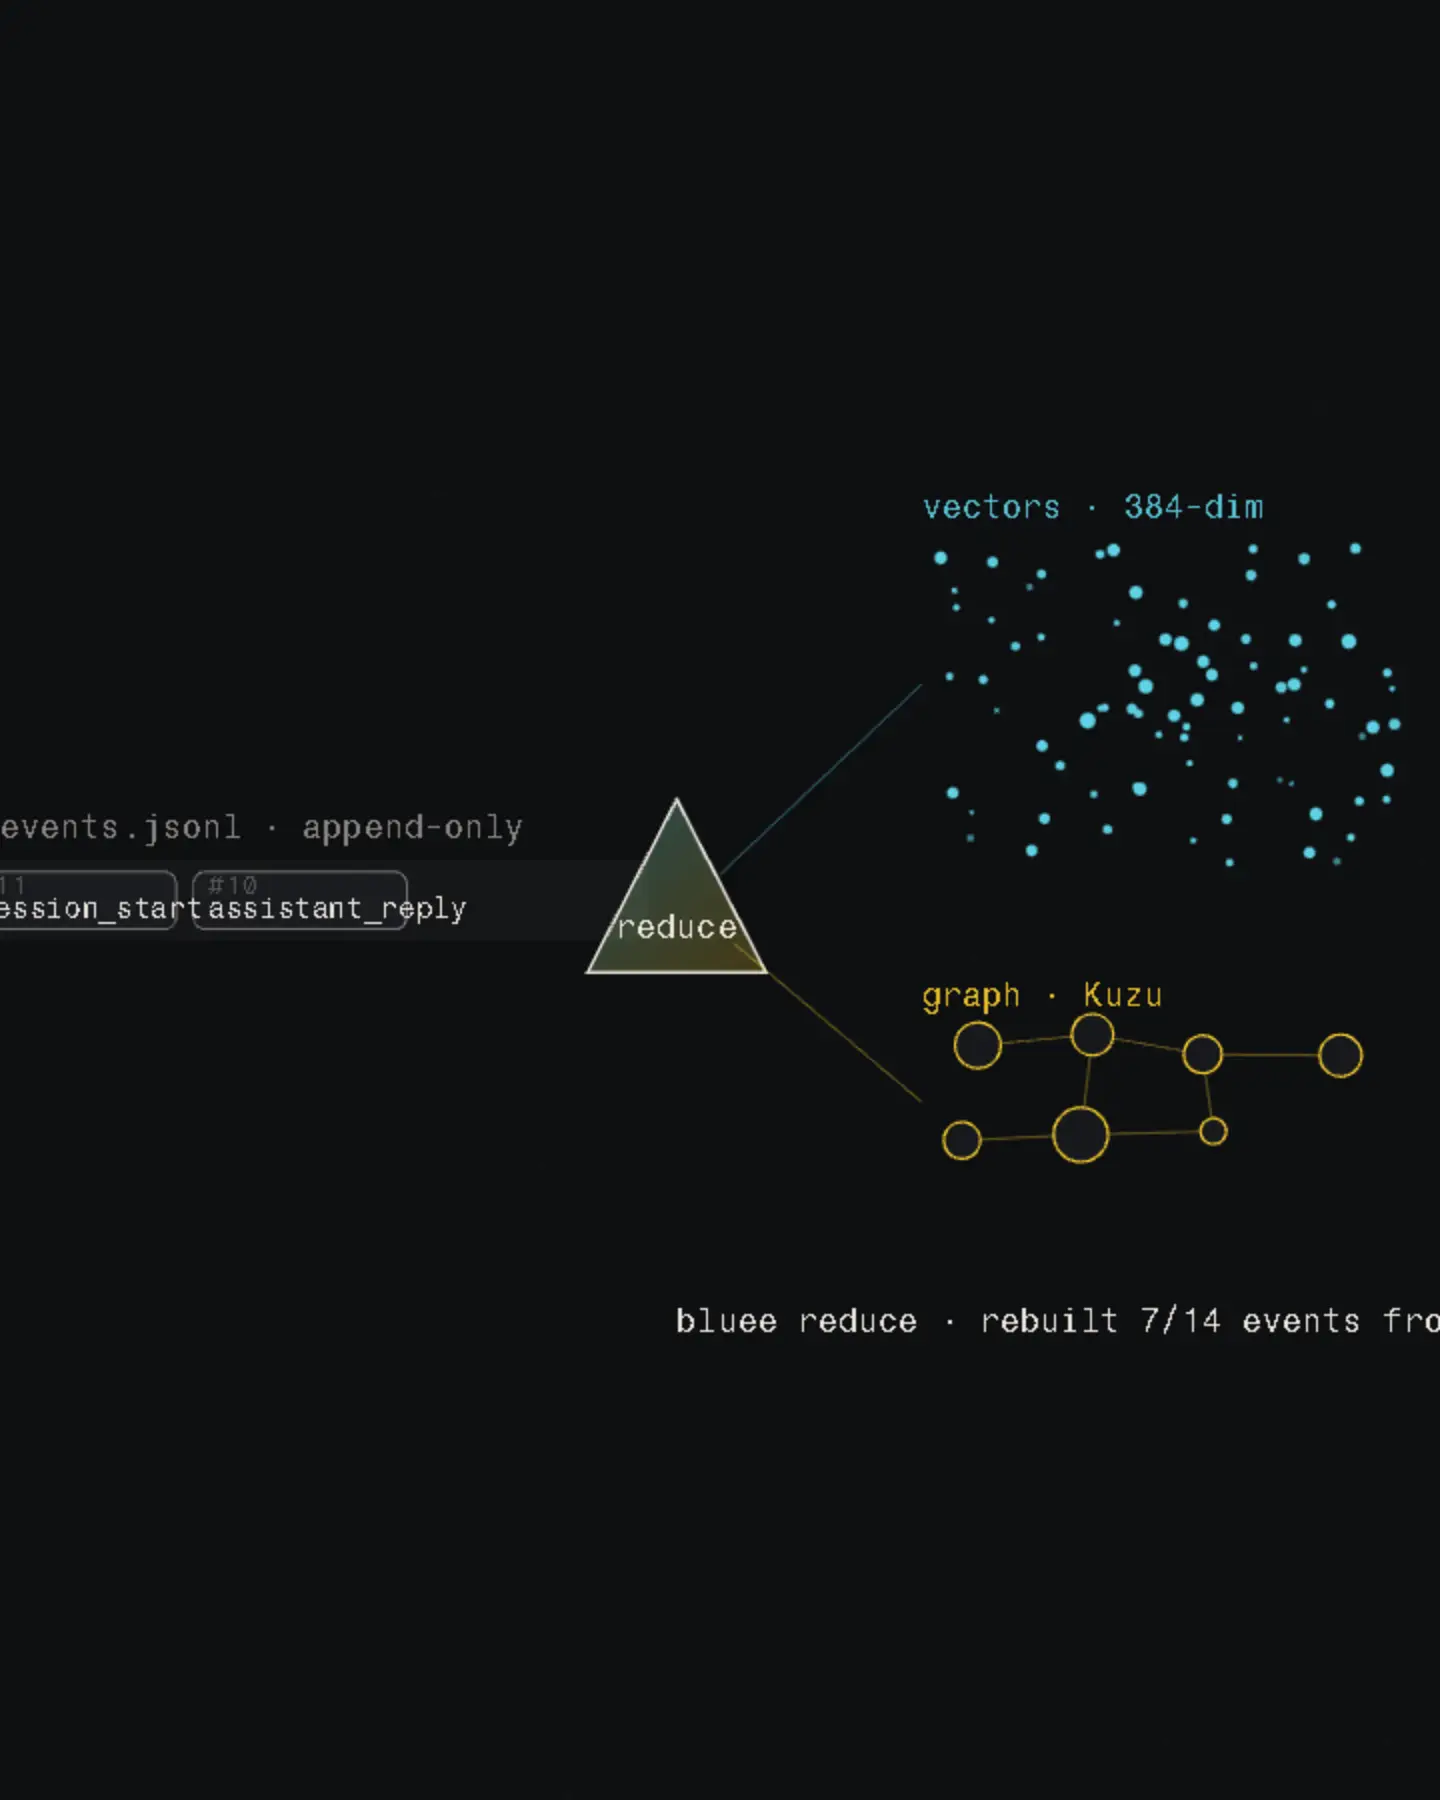 vectors · 384-dim
events.jsonl · append-only
11
#10
ession_start
assistant_reply
reduce
graph · Kuzu
bluee reduce · rebuilt 7/14 events fro